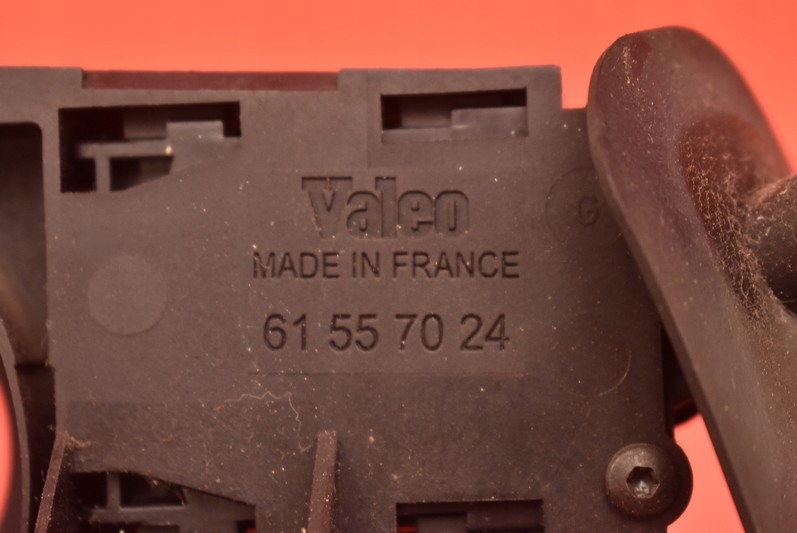 Valeo
G
MADE IN FRANCE
61 55 70 24